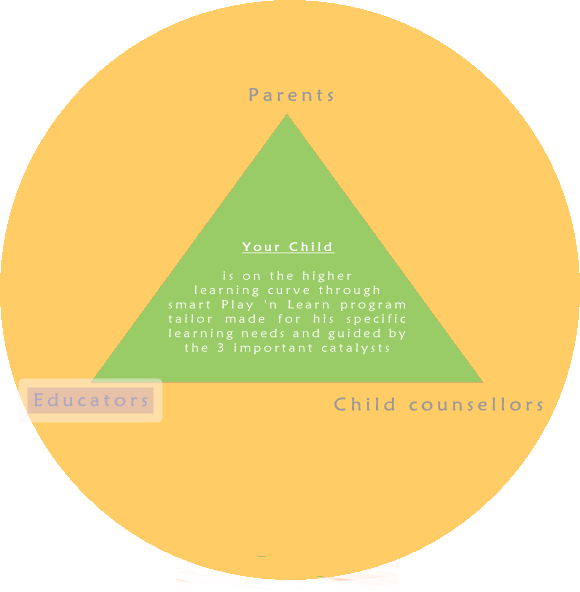 Parents
Your Child
is on the higher
learning curve through
smart Play 'n Learn program
tailor made for his specific
learning needs and guided by
the 3 important catalysts
Educators
Child counsellors